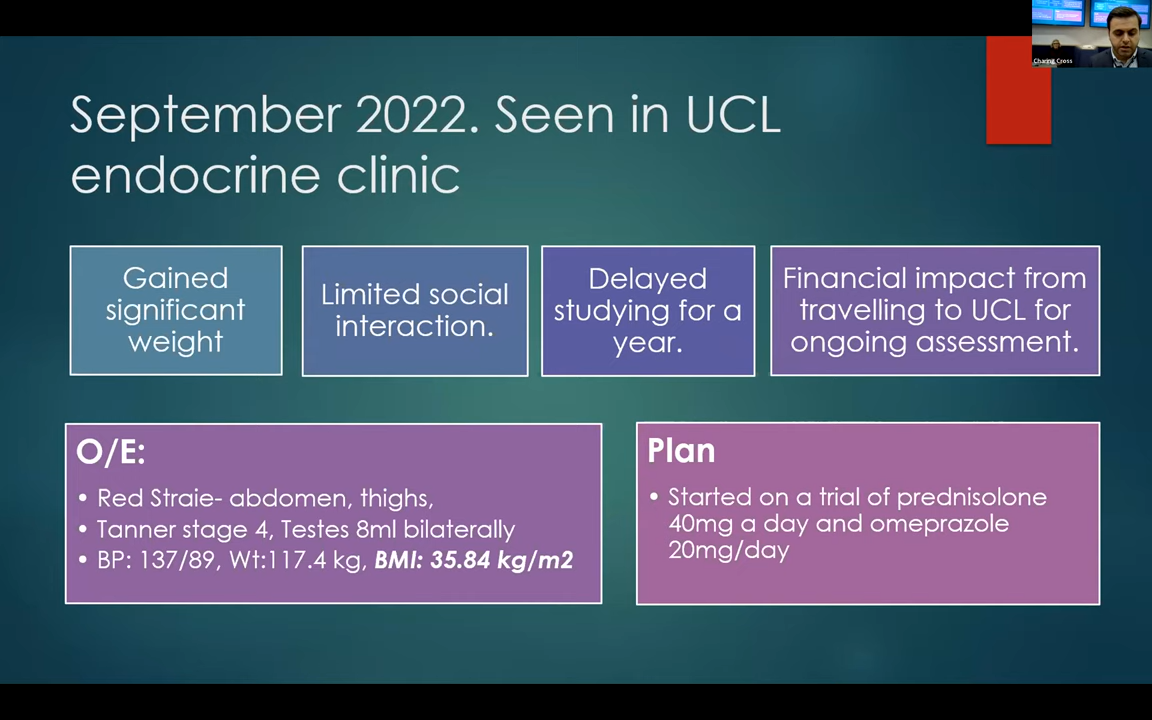 Charing Cross
September 2022. Seen in UCL
endocrine clinic
Gained
significant
weight
Limited social
interaction.
Delayed
studying for a
year.
Financial impact from
travelling to UCL for
ongoing assessment.
O/E:
• Red Straie- abdomen, thighs,
• Tanner stage 4, Testes 8ml bilaterally
• BP: 137/89, Wt:117.4 kg, BMI: 35.84 kg/m2
Plan
• Started on a trial of prednisolone
40mg a day and omeprazole
20mg/day